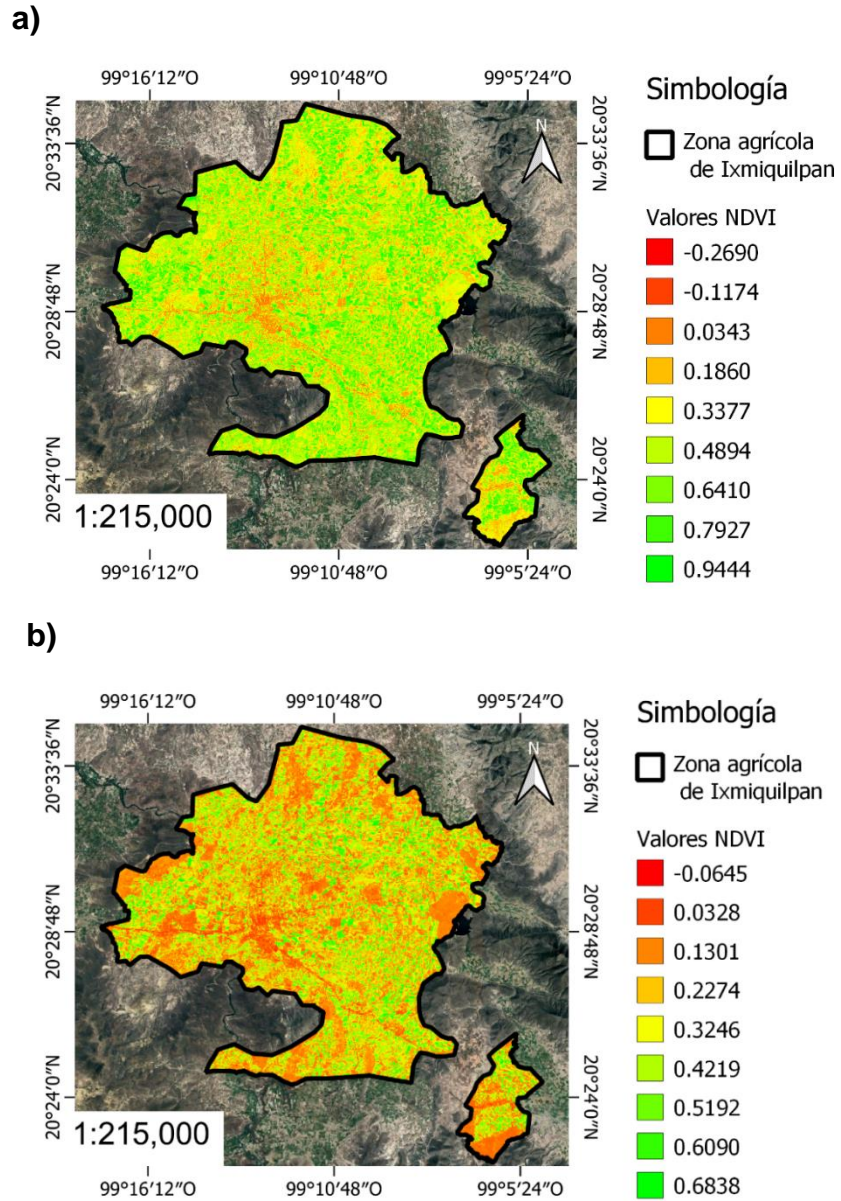 a)
99°16′12″O 99°10′48″O 99°5′24″O
20°33′36″N
20°28′48″N
20°24′0″N
N
20°33′36″N
20°28′48″N
20°24′0″N
1:215,000
99°16′12″O 99°10′48″O 99°5′24″O
Simbología
Zona agrícola
de Ixmiquilpan
Valores NDVI
-0.2690
-0.1174
0.0343
0.1860
0.3377
0.4894
0.6410
0.7927
0.9444
b)
99°16′12″O 99°10′48″O 99°5′24″O
20°33′36″N
20°28′48″N
20°24′0″N
N
20°33′36″N
20°28′48″N
20°24′0″N
1:215,000
99°16′12″O 99°10′48″O 99°5′24″O
Simbología
Zona agrícola
de Ixmiquilpan
Valores NDVI
-0.0645
0.0328
0.1301
0.2274
0.3246
0.4219
0.5192
0.6090
0.6838